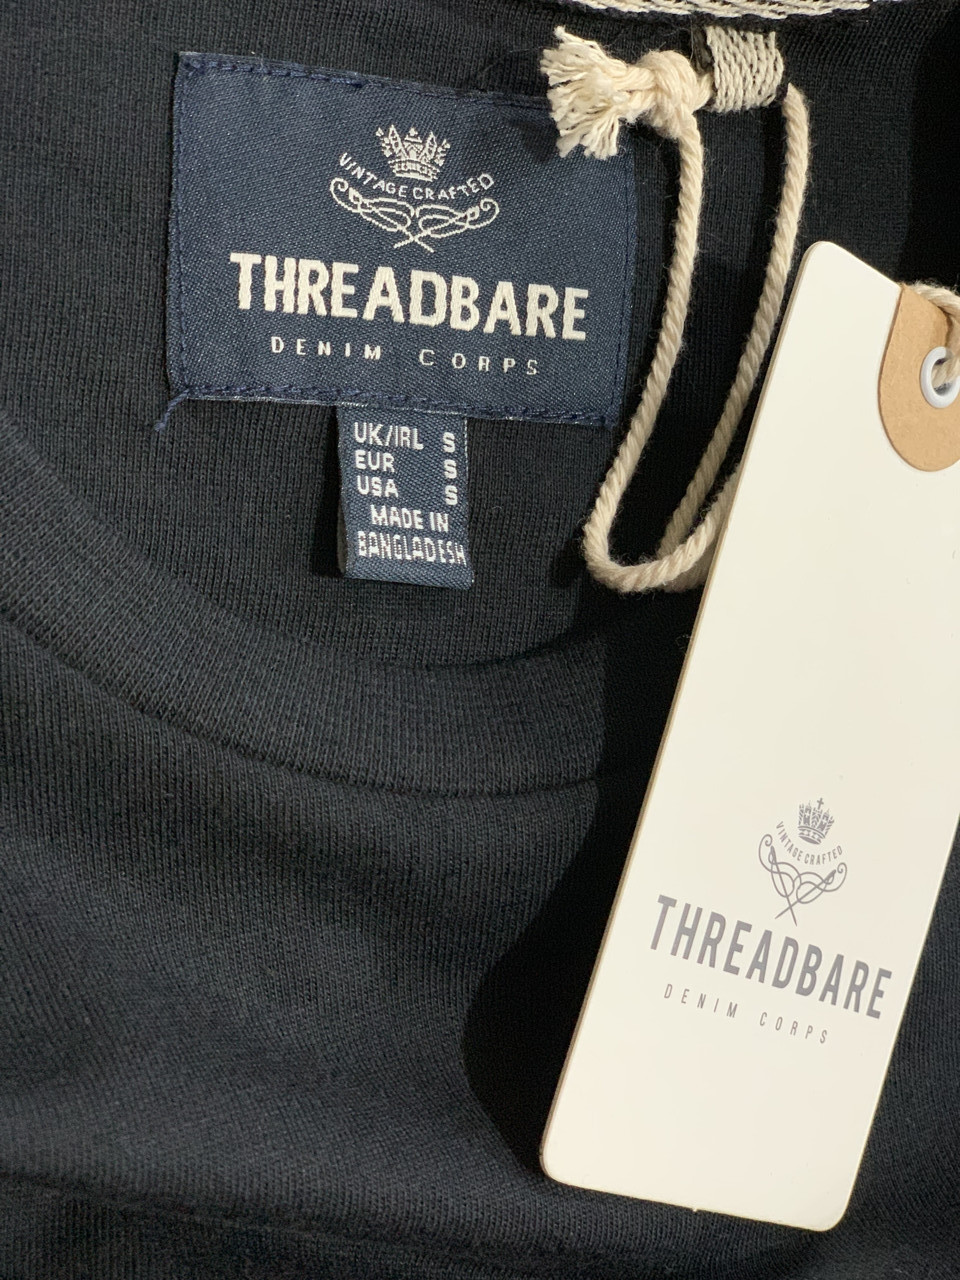 VINTAGE CRAFTED
THREADBARE
DENIM CORPS
UK/IRL S
EUR S
USA S
MADE IN
BANGLADESH
VINTAGE CRAFTED
THREADBARE
DENIM CORPS